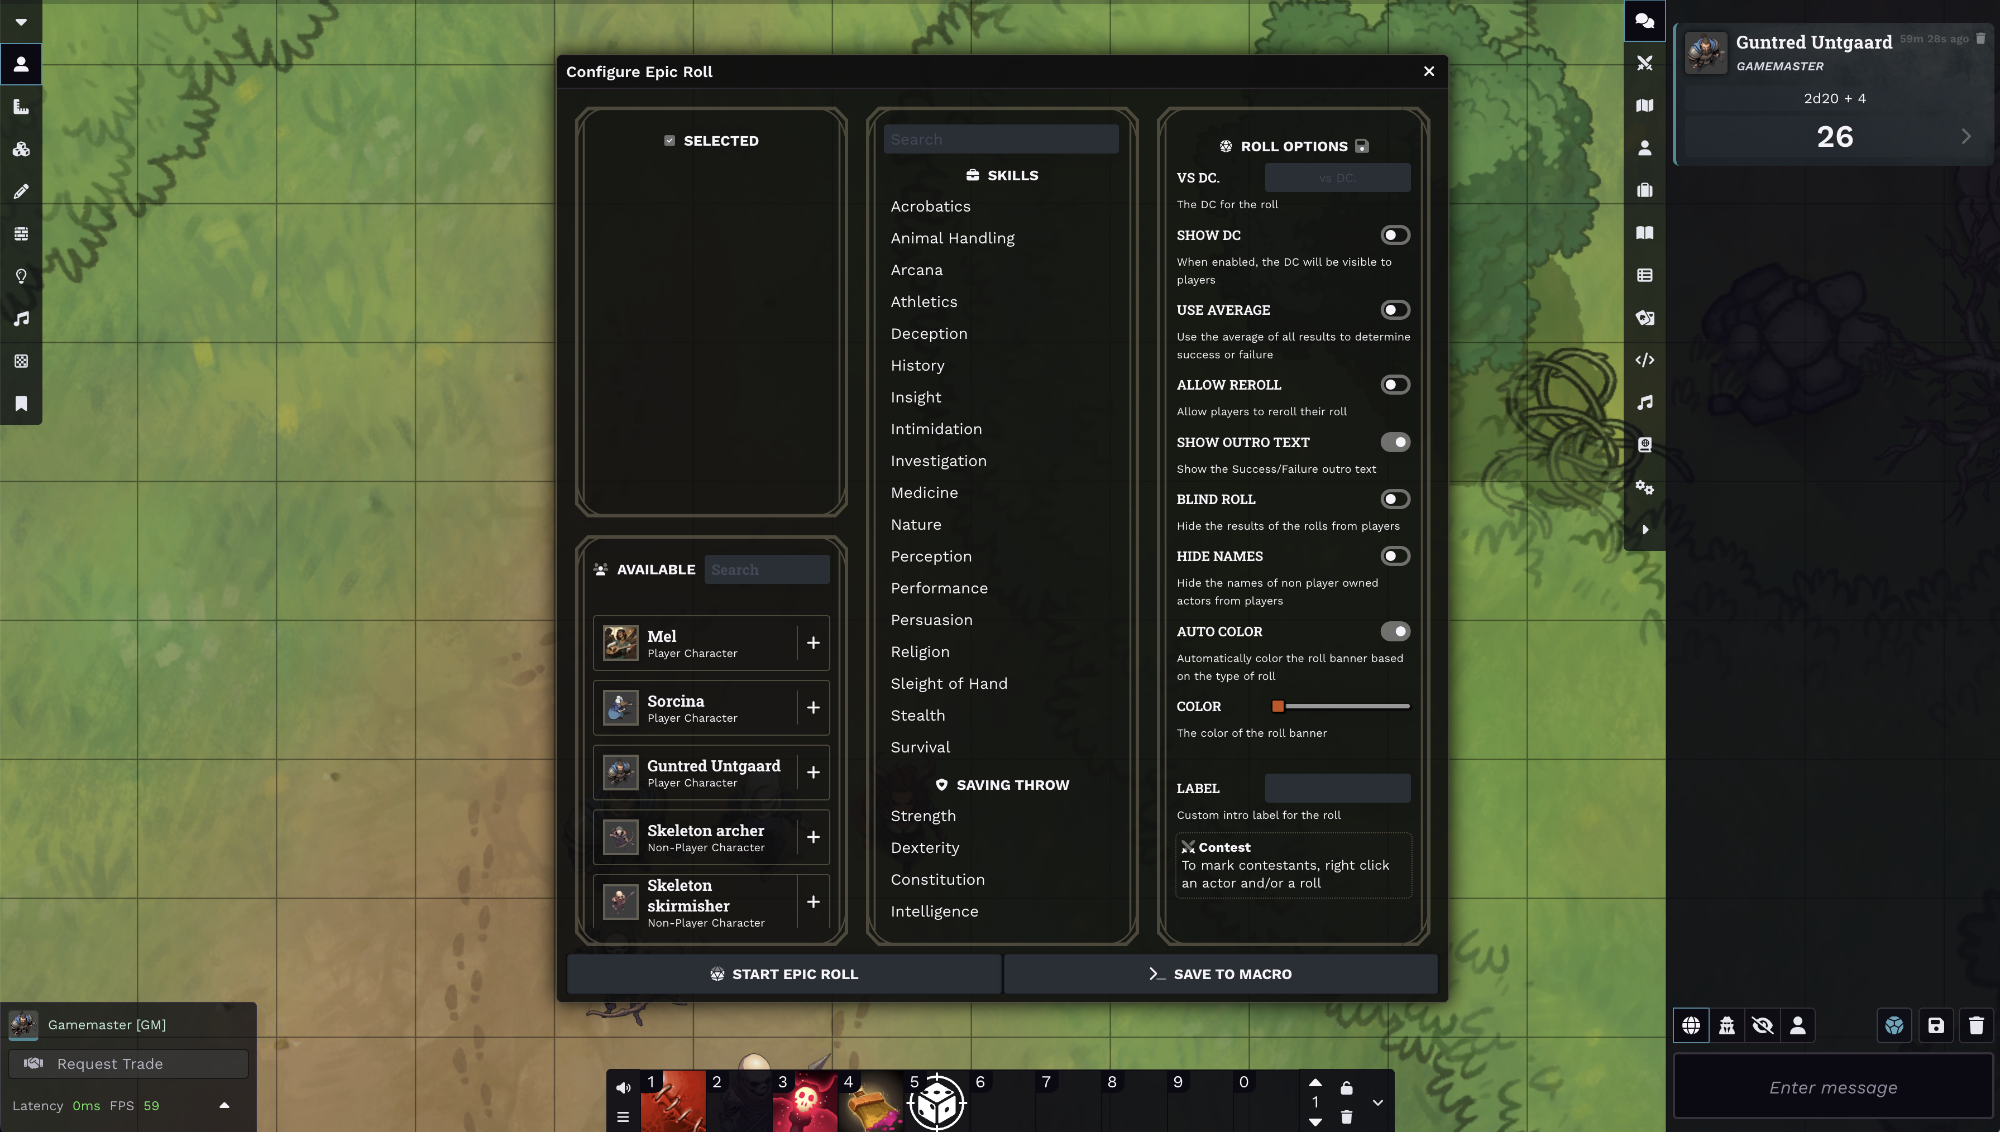 Configure Epic Roll
SELECTED
AVAILABLE
Search
Mel
Player Character
Sorcina
Player Character
Guntred Untgaard
Player Character
Skeleton archer
Non-Player Character
Skeleton
skirmisher
Non-Player Character
Search
SKILLS
Acrobatics
Animal Handling
Arcana
Athletics
Deception
History
Insight
Intimidation
Investigation
Medicine
Nature
Perception
Performance
Persuasion
Religion
Sleight of Hand
Stealth
Survival
SAVING THROW
Strength
Dexterity
Constitution
Intelligence
ROLL OPTIONS
VS DC.
vs DC.
The DC for the roll
SHOW DC
When enabled, the DC will be visible to
players
USE AVERAGE
Use the average of all results to determine
success or failure
ALLOW REROLL
Allow players to reroll their roll
SHOW OUTRO TEXT
Show the Success/Failure outro text
BLIND ROLL
Hide the results of the rolls from players
HIDE NAMES
Hide the names of non player owned
actors from players
AUTO COLOR
Automatically color the roll banner based
on the type of roll
COLOR
The color of the roll banner
LABEL
Custom intro label for the roll
Contest
To mark contestants, right click
an actor and/or a roll
START EPIC ROLL
SAVE TO MACRO
Guntred Untgaard
59m 28s ago
GAMEMASTER
2d20 + 4
26
Enter message
Gamemaster [GM]
Request Trade
Latency 0ms FPS 59
1 2 3 4 5 6 7 8 9 0
1